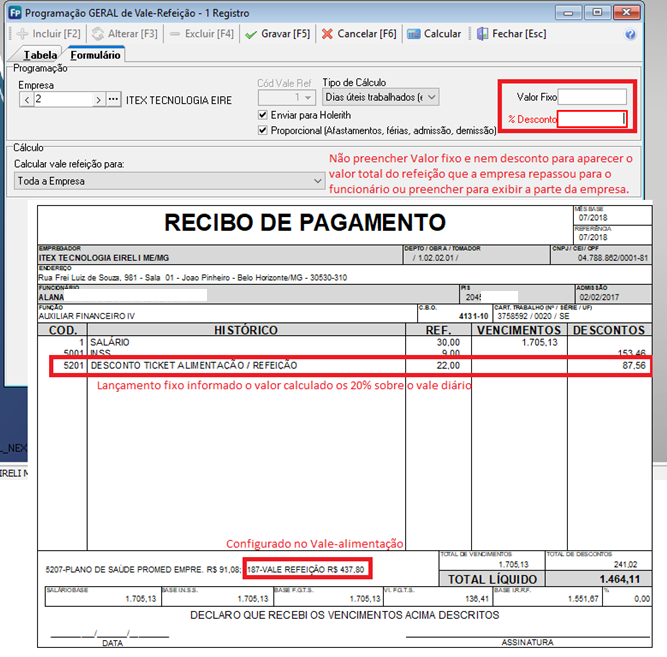 Programação GERAL de Vale-Refeição - 1 Registro
Incluir [F2] Alterar [F3] Excluir [F4] Gravar [F5] Cancelar [F6] Calcular Fechar [Esc]
Tabela Formulário
Programação
Empresa
2 ITEX TECNOLOGIA EIRE
Cód Vale Ref
1
Tipo de Cálculo
Dias úteis trabalhados (e
Enviar para Holerith
Proporcional (Afastamentos, férias, admissão, demissão)
Valor Fixo
% Desconto
Cálculo
Calcular vale refeição para:
Toda a Empresa
Não preencher Valor fixo e nem desconto para aparecer o
valor total do refeição que a empresa repassou para o
funcionário ou preencher para exibir a parte da empresa.
RECIBO DE PAGAMENTO
MÊS BASE
07/2018
REFERÊNCIA
07/2018
EMPREGADOR DEPTO / OBRA / TOMADOR CNPJ / CEI / CPF
ITEX TECNOLOGIA EIRELI ME/MG / 1.02.02.01 / 04.788.862/0001-81
ENDEREÇO
Rua Frei Luiz de Souza, 981 - Sala 01 - Joao Pinheiro - Belo Horizonte/MG - 30530-310
FUNCIONÁRIO PIS ADMISSÃO
ALANA 2045 02/02/2017
FUNÇÃO C.B.O. CART. TRABALHO (Nº / SÉRIE / UF)
AUXILIAR FINANCEIRO IV 4131-10 3758592 / 0020 / SE
COD. HISTÓRICO REF. VENCIMENTOS DESCONTOS
1 SALÁRIO 30,00 1.705,13
5001 INSS 9,00 153,46
5201 DESCONTO TICKET ALIMENTAÇÃO / REFEIÇÃO 22,00 87,56
Lançamento fixo informado o valor calculado os 20% sobre o vale diário
L_NEX
IRELI M
Configurado no Vale-alimentação
5207-PLANO DE SAÚDE PROMED EMPRE. R$ 91,08; 187-VALE REFEIÇÃO R$ 437,80
TOTAL DE VENCIMENTOS TOTAL DE DESCONTOS
1.705,13 241,02
TOTAL LÍQUIDO 1.464,11
SALÁRIO BASE BASE I.N.S.S. BASE F.G.T.S. Vl. F.G.T.S. BASE I.R.R.F. %
1.705,13 1.705,13 1.705,13 136,41 1.551,67 0,00
DECLARO QUE RECEBI OS VENCIMENTOS ACIMA DESCRITOS
______/______/______
DATA ASSINATURA